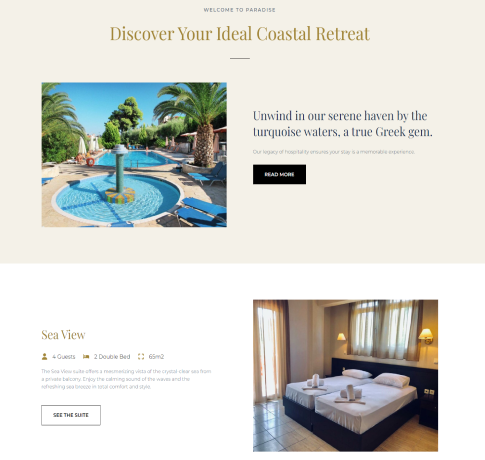 WELCOME TO PARADISE
Discover Your Ideal Coastal Retreat
Unwind in our serene haven by the
turquoise waters, a true Greek gem.
Our legacy of hospitality ensures your stay is a memorable experience.
READ MORE
Sea View
4 Guests 2 Double Bed 65m2
The Sea View suite offers a mesmerizing vista of the crystal-clear sea from
a private balcony. Enjoy the calming sound of the waves and the
refreshing sea breeze in total comfort and style.
SEE THE SUITE